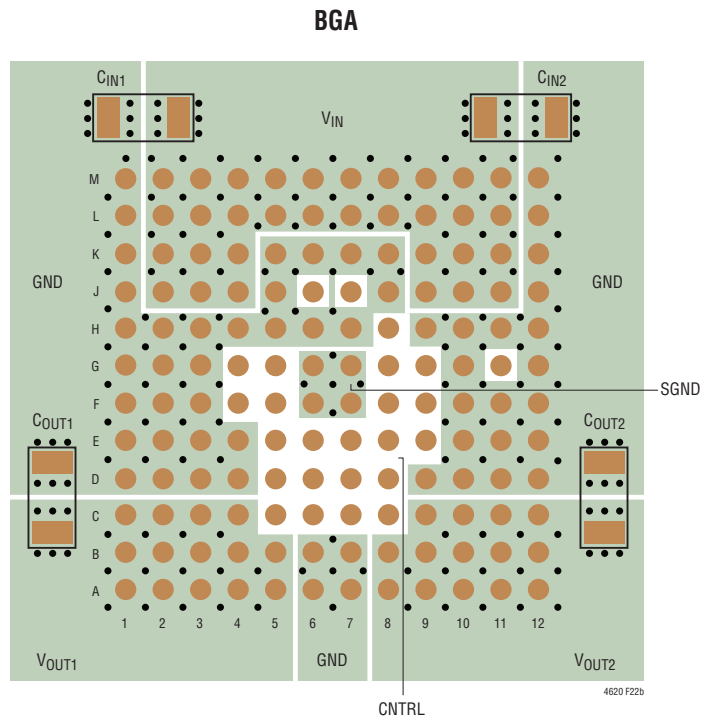 BGA
CIN1
CIN2
VIN
M
L
K
GND
J
GND
H
G
SGND
F
COUT1
COUT2
E
D
C
B
A
1 2 3 4 5 6 7 8 9 10 11 12
VOUT1
GND
VOUT2
4620 F22b
CNTRL